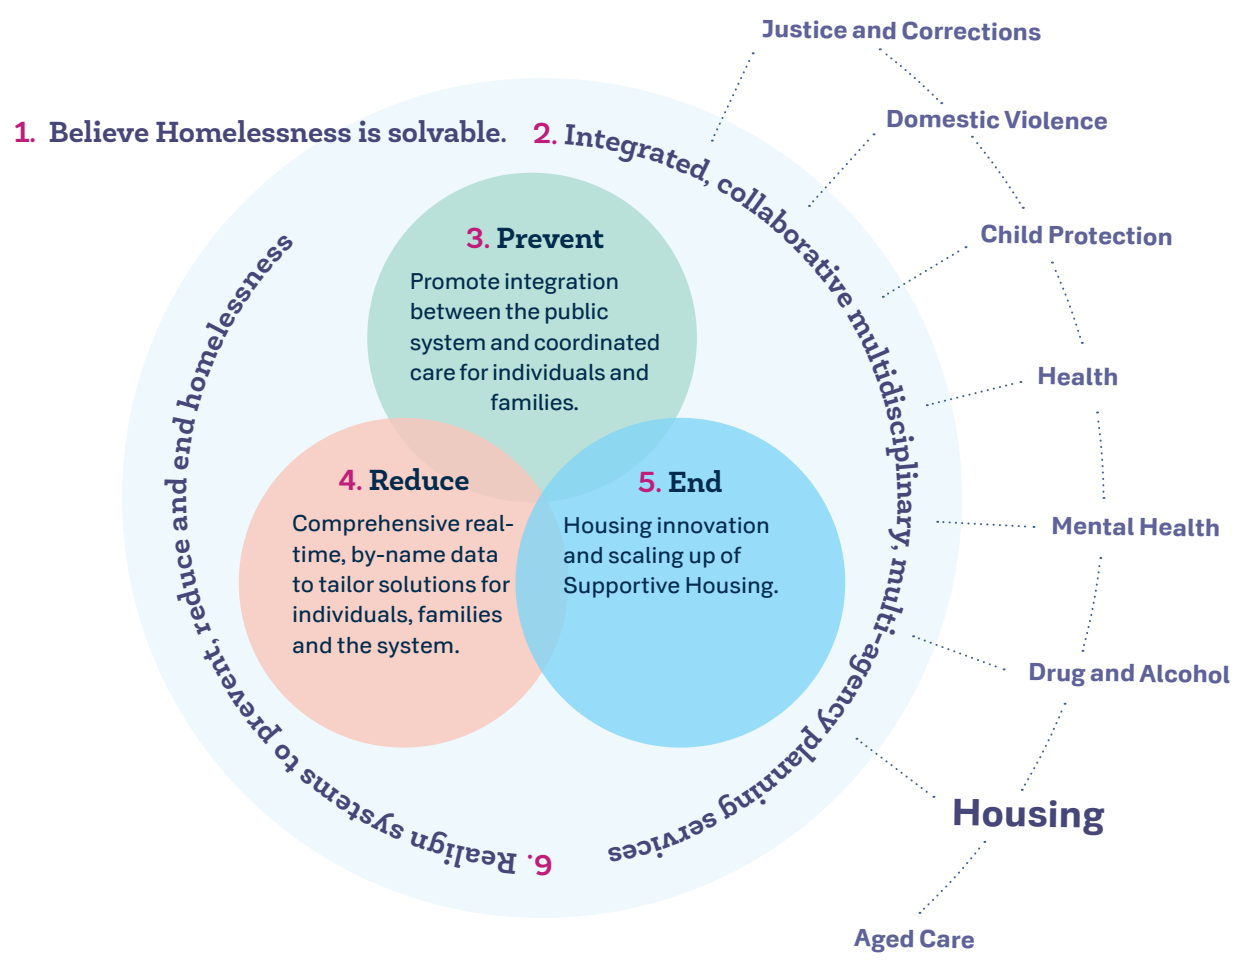 1. Believe Homelessness is solvable.
2. Integrated, collaborative multidisciplinary, multi-agency planning services
3. Prevent
Promote integration
between the public
system and coordinated
care for individuals and
families.
4. Reduce
Comprehensive real-
time, by-name data
to tailor solutions for
individuals, families
and the system.
5. End
Housing innovation
and scaling up of
Supportive Housing.
6. Realign systems to prevent, reduce and end homelessness
Justice and Corrections
Domestic Violence
Child Protection
Health
Mental Health
Drug and Alcohol
Housing
Aged Care